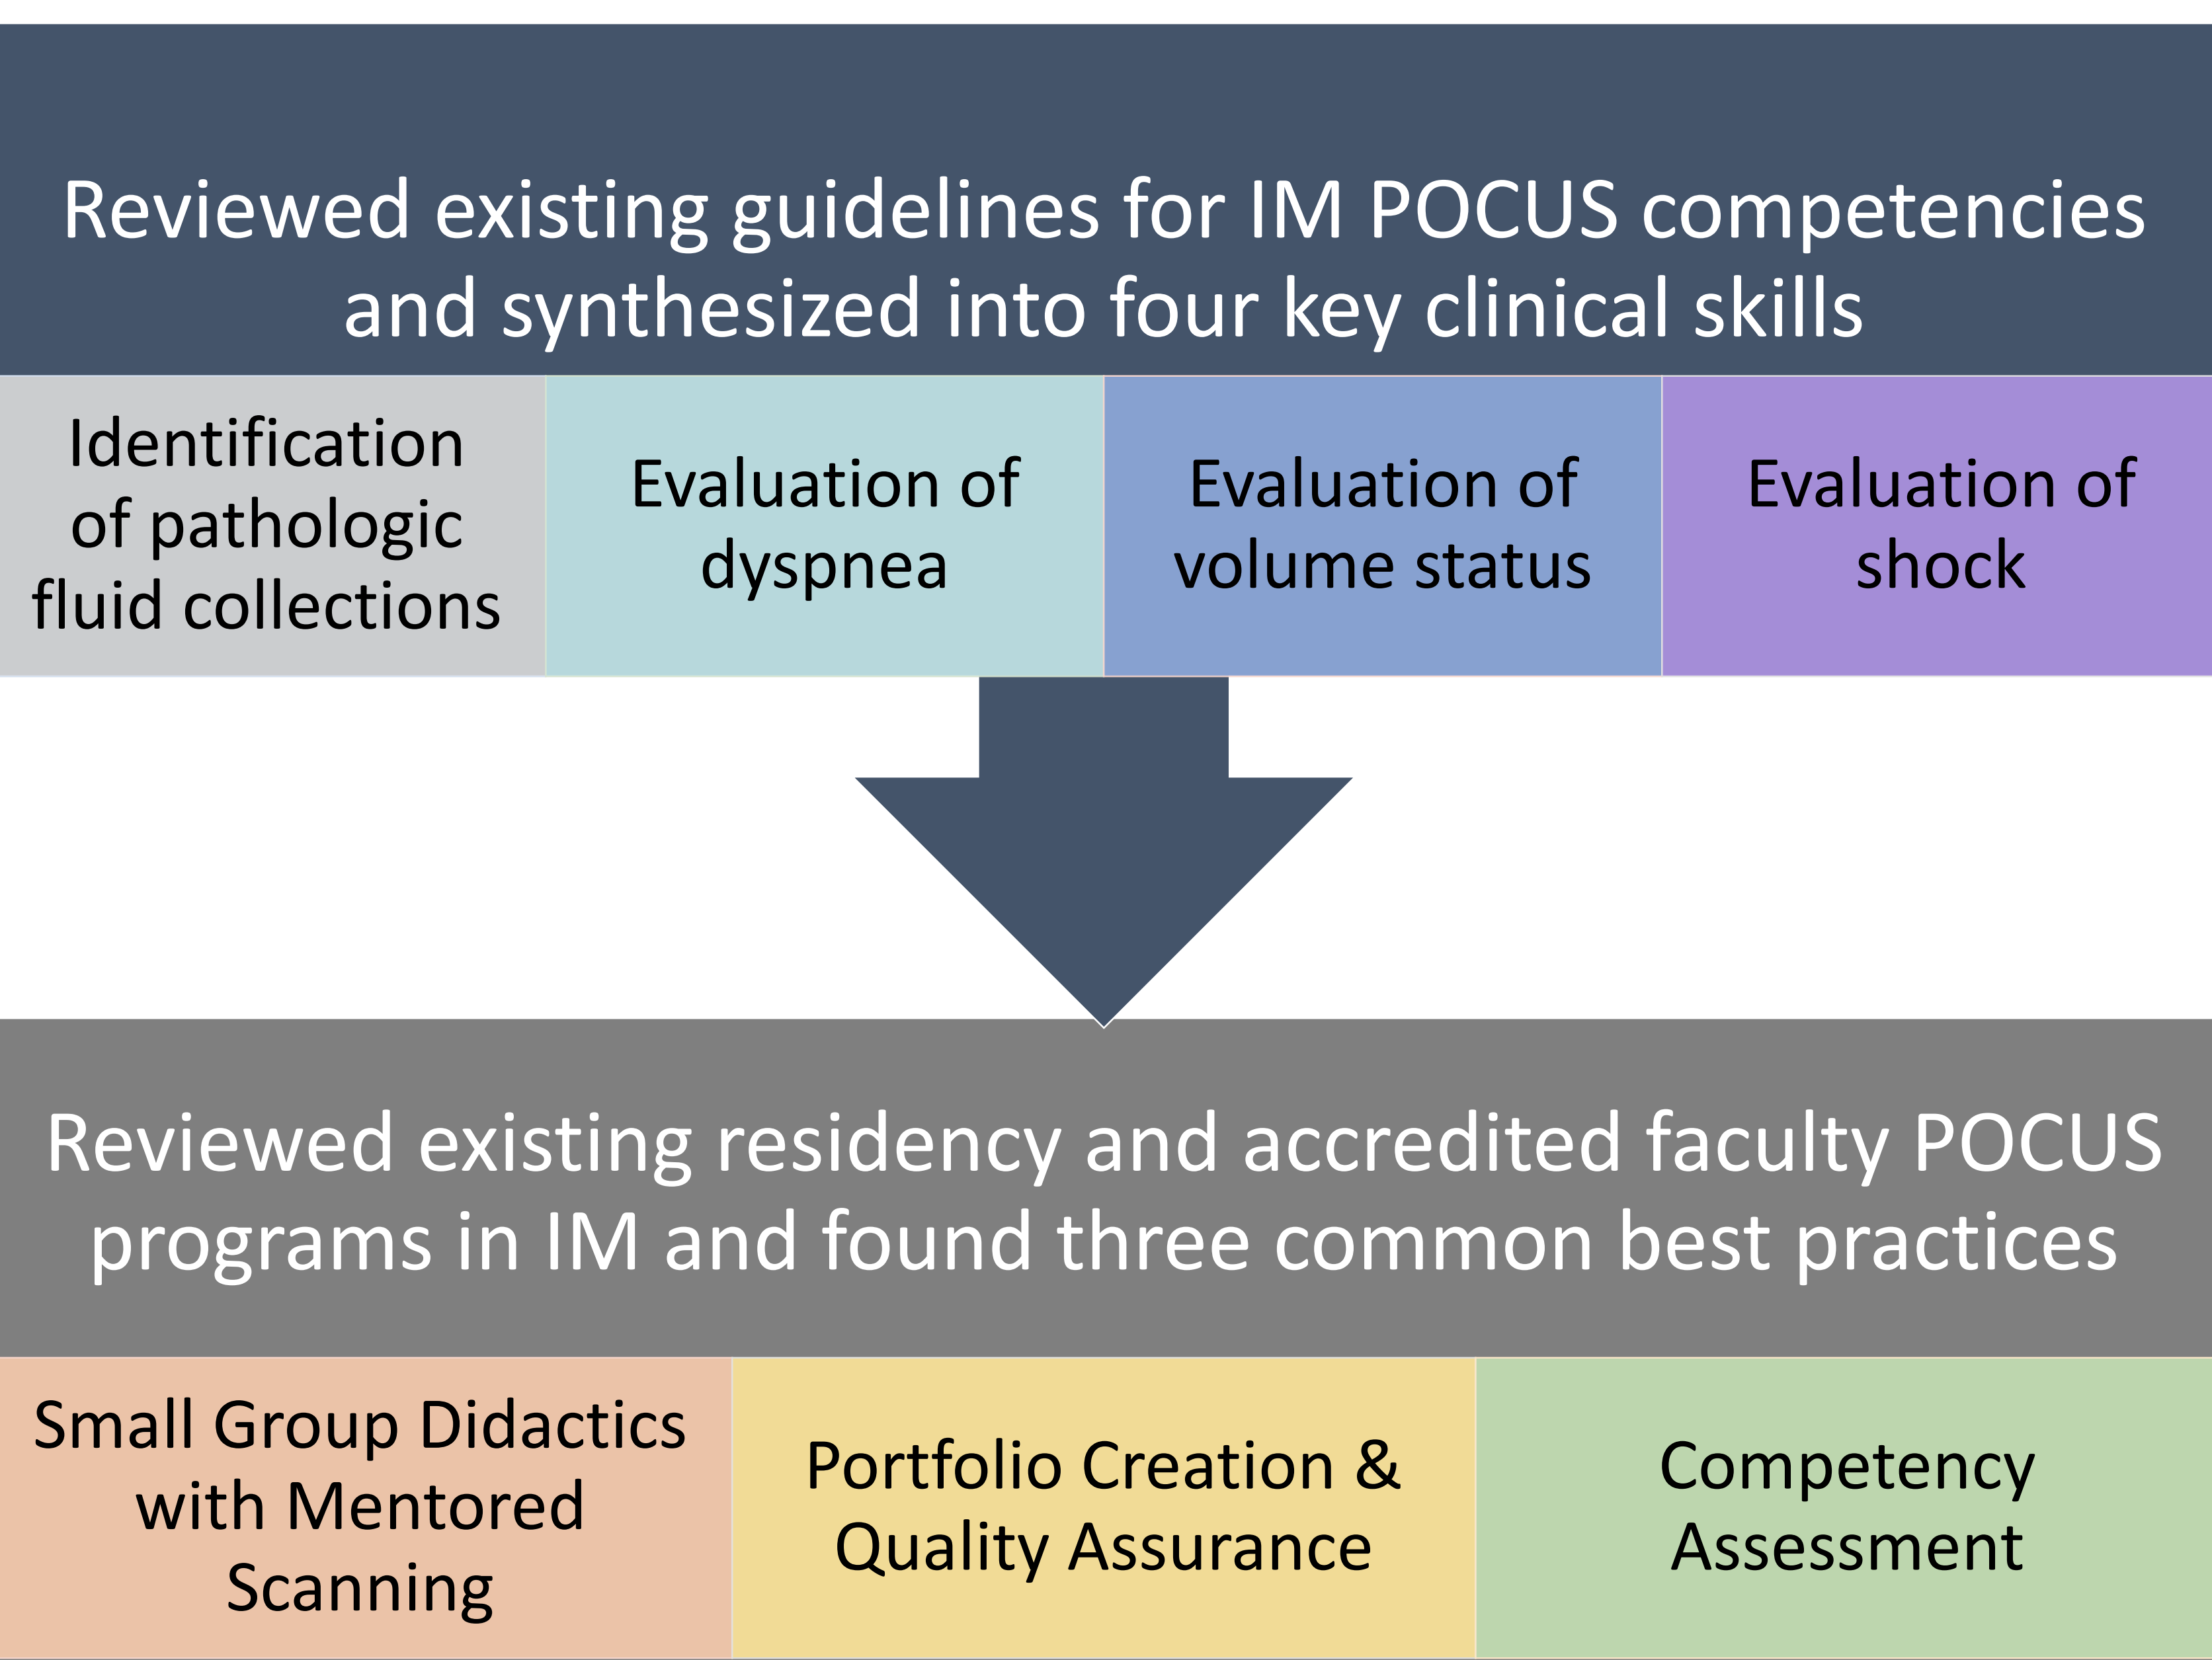 Reviewed existing guidelines for IM POCUS competencies
and synthesized into four key clinical skills
Identification
of pathologic
fluid collections
Evaluation of
dyspnea
Evaluation of
volume status
Evaluation of
shock
Reviewed existing residency and accredited faculty POCUS
programs in IM and found three common best practices
Small Group Didactics
with Mentored
Scanning
Portfolio Creation &
Quality Assurance
Competency
Assessment